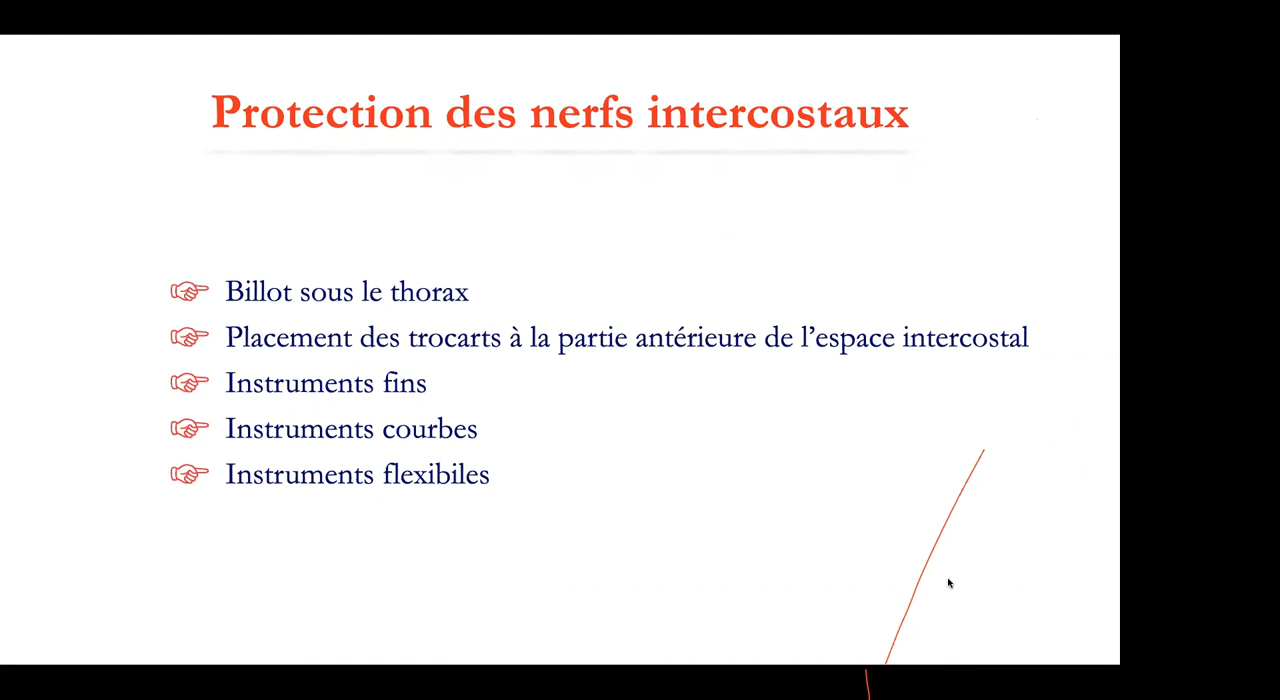 Protection des nerfs intercostaux
☞ Billot sous le thorax
☞ Placement des trocarts à la partie antérieure de l’espace intercostal
☞ Instruments fins
☞ Instruments courbes
☞ Instruments flexibiles